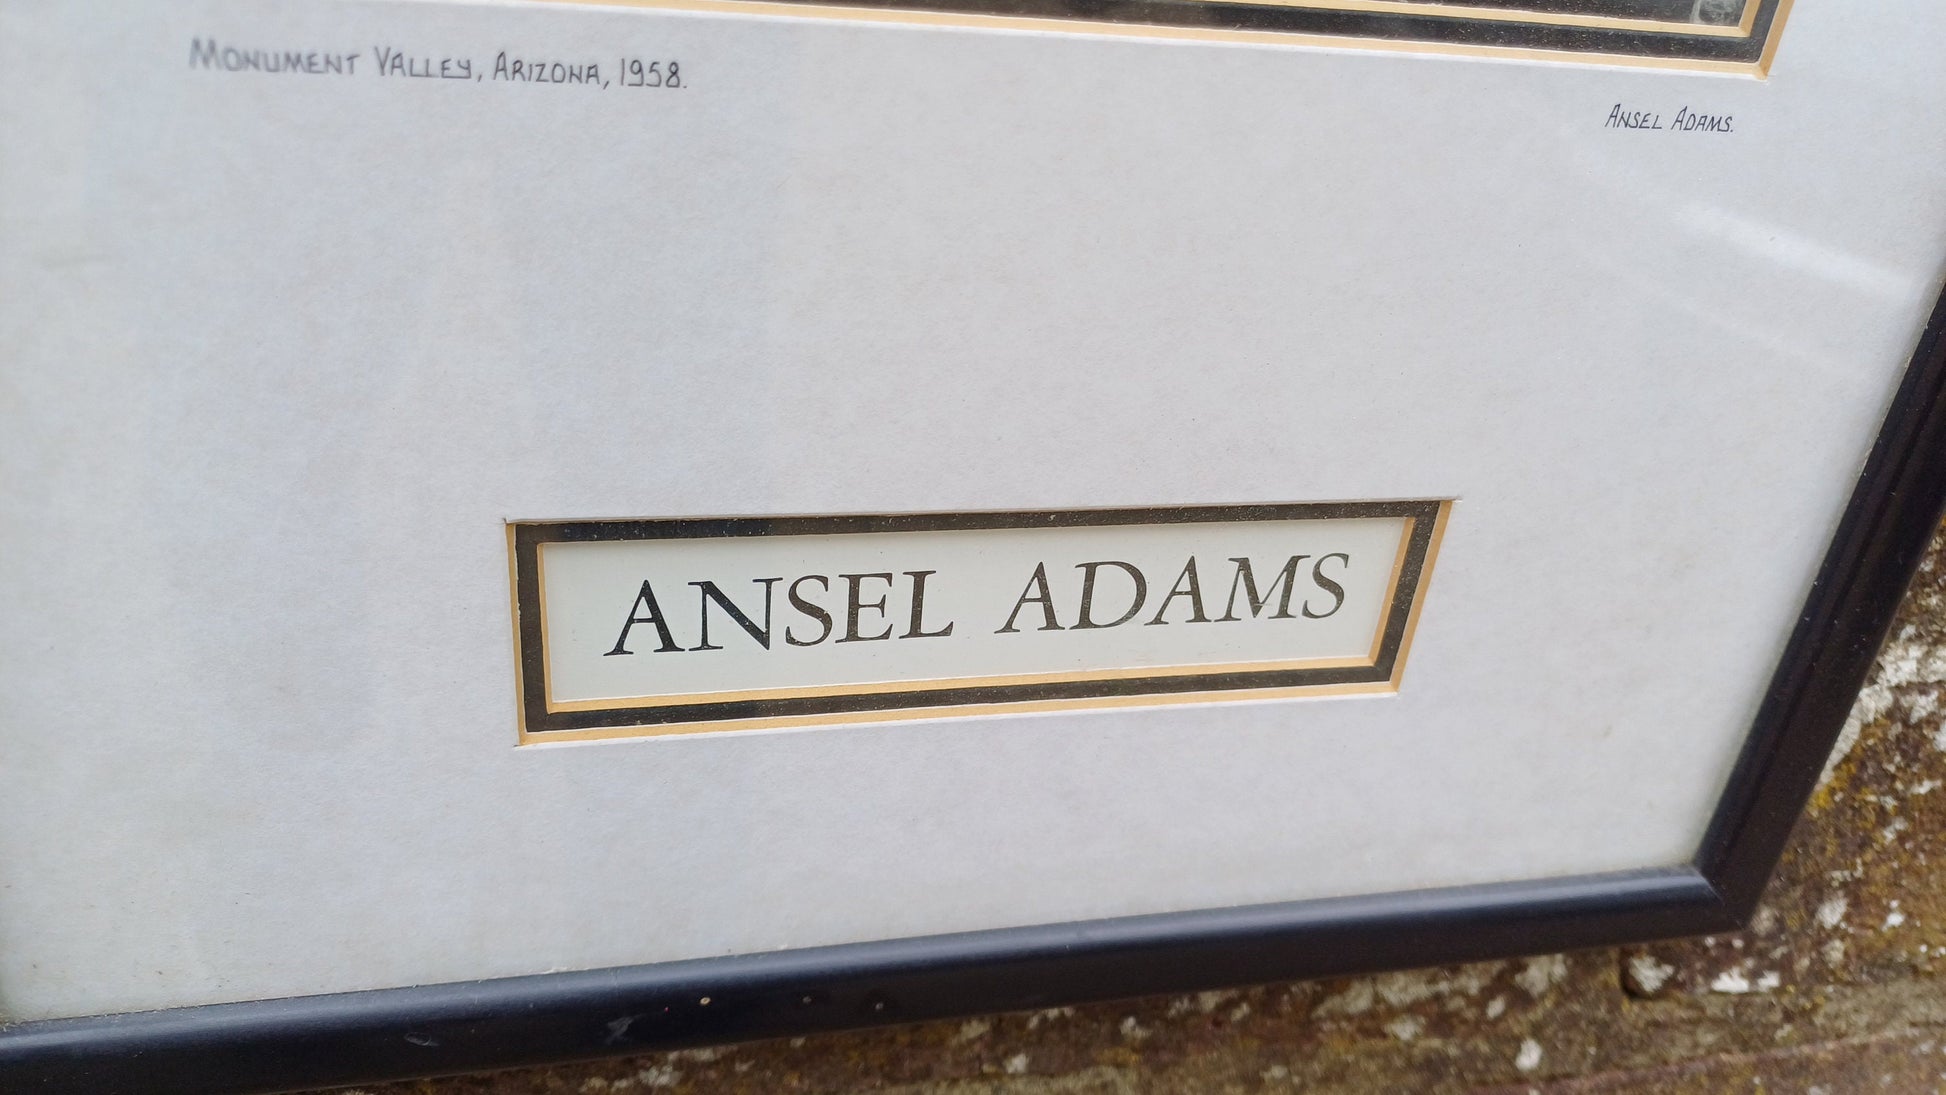 MONUMENT VALLEY, ARIZONA, 1958.
ANSEL ADAMS.
ANSEL ADAMS